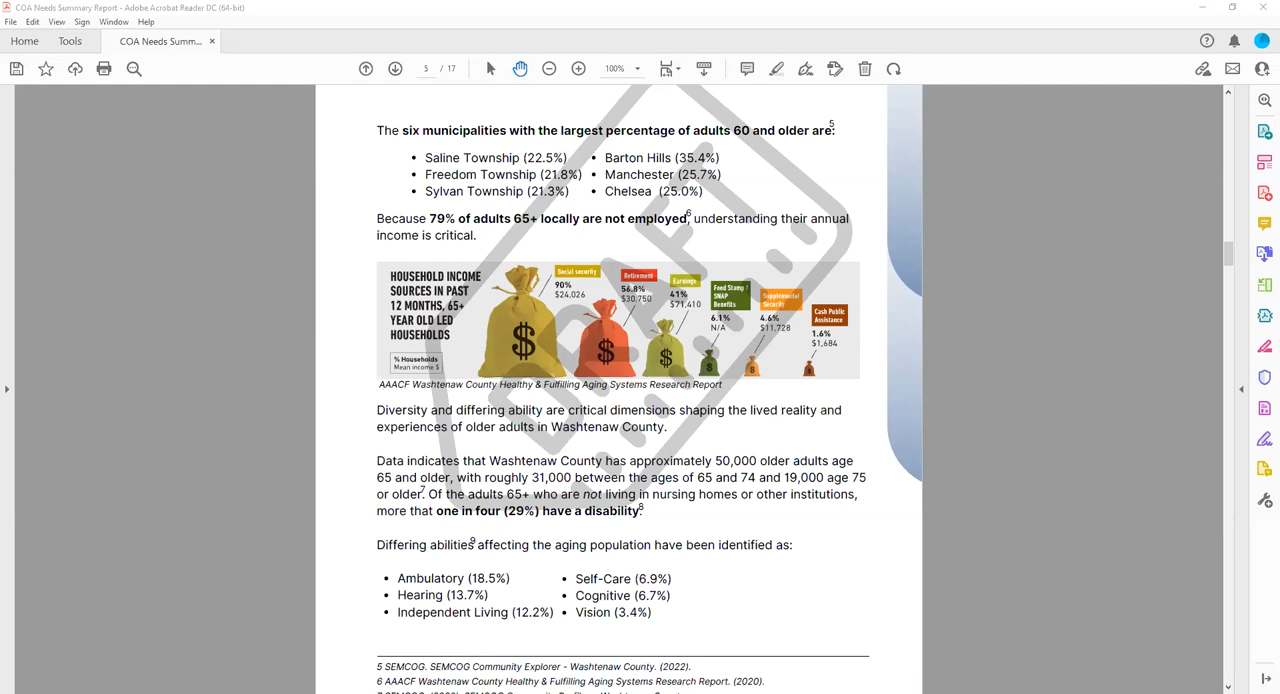 COA Needs Summary Report - Adobe Acrobat Reader DC (64-bit)
File Edit View Sign Window Help
Home Tools COA Needs Summ... ×
5 / 17 100%
The six municipalities with the largest percentage of adults 60 and older are:5
• Saline Township (22.5%) • Barton Hills (35.4%)
• Freedom Township (21.8%) • Manchester (25.7%)
• Sylvan Township (21.3%) • Chelsea (25.0%)
Because 79% of adults 65+ locally are not employed,6 understanding their annual
income is critical.
HOUSEHOLD INCOME
SOURCES IN PAST
12 MONTHS, 65+
YEAR OLD LED
HOUSEHOLDS
% Households
Mean income $
Social security
90%
$24,026
Retirement
56.8%
$30,750
Earnings
41%
$71,410
Food Stamp /
SNAP
Benefits
6.1%
N/A
Supplemental
Security
4.6%
$11,728
Cash Public
Assistance
1.6%
$1,684
$ $ $ $ $ $
DRAFT
AAACF Washtenaw County Healthy & Fulfilling Aging Systems Research Report
Diversity and differing ability are critical dimensions shaping the lived reality and
experiences of older adults in Washtenaw County.
Data indicates that Washtenaw County has approximately 50,000 older adults age
65 and older, with roughly 31,000 between the ages of 65 and 74 and 19,000 age 75
or older.7 Of the adults 65+ who are not living in nursing homes or other institutions,
more that one in four (29%) have a disability.8
Differing abilities9 affecting the aging population have been identified as:
• Ambulatory (18.5%) • Self-Care (6.9%)
• Hearing (13.7%) • Cognitive (6.7%)
• Independent Living (12.2%) • Vision (3.4%)
5 SEMCOG. SEMCOG Community Explorer - Washtenaw County. (2022).
6 AAACF Washtenaw County Healthy & Fulfilling Aging Systems Research Report. (2020).